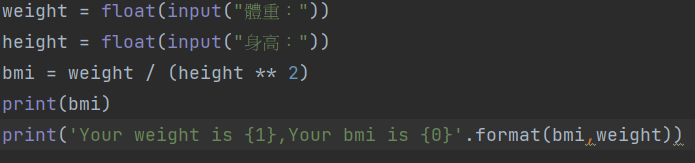 weight = float(input("體重："))
height = float(input("身高："))
bmi = weight / (height ** 2)
print(bmi)
print('Your weight is {1},Your bmi is {0}'.format(bmi,weight))